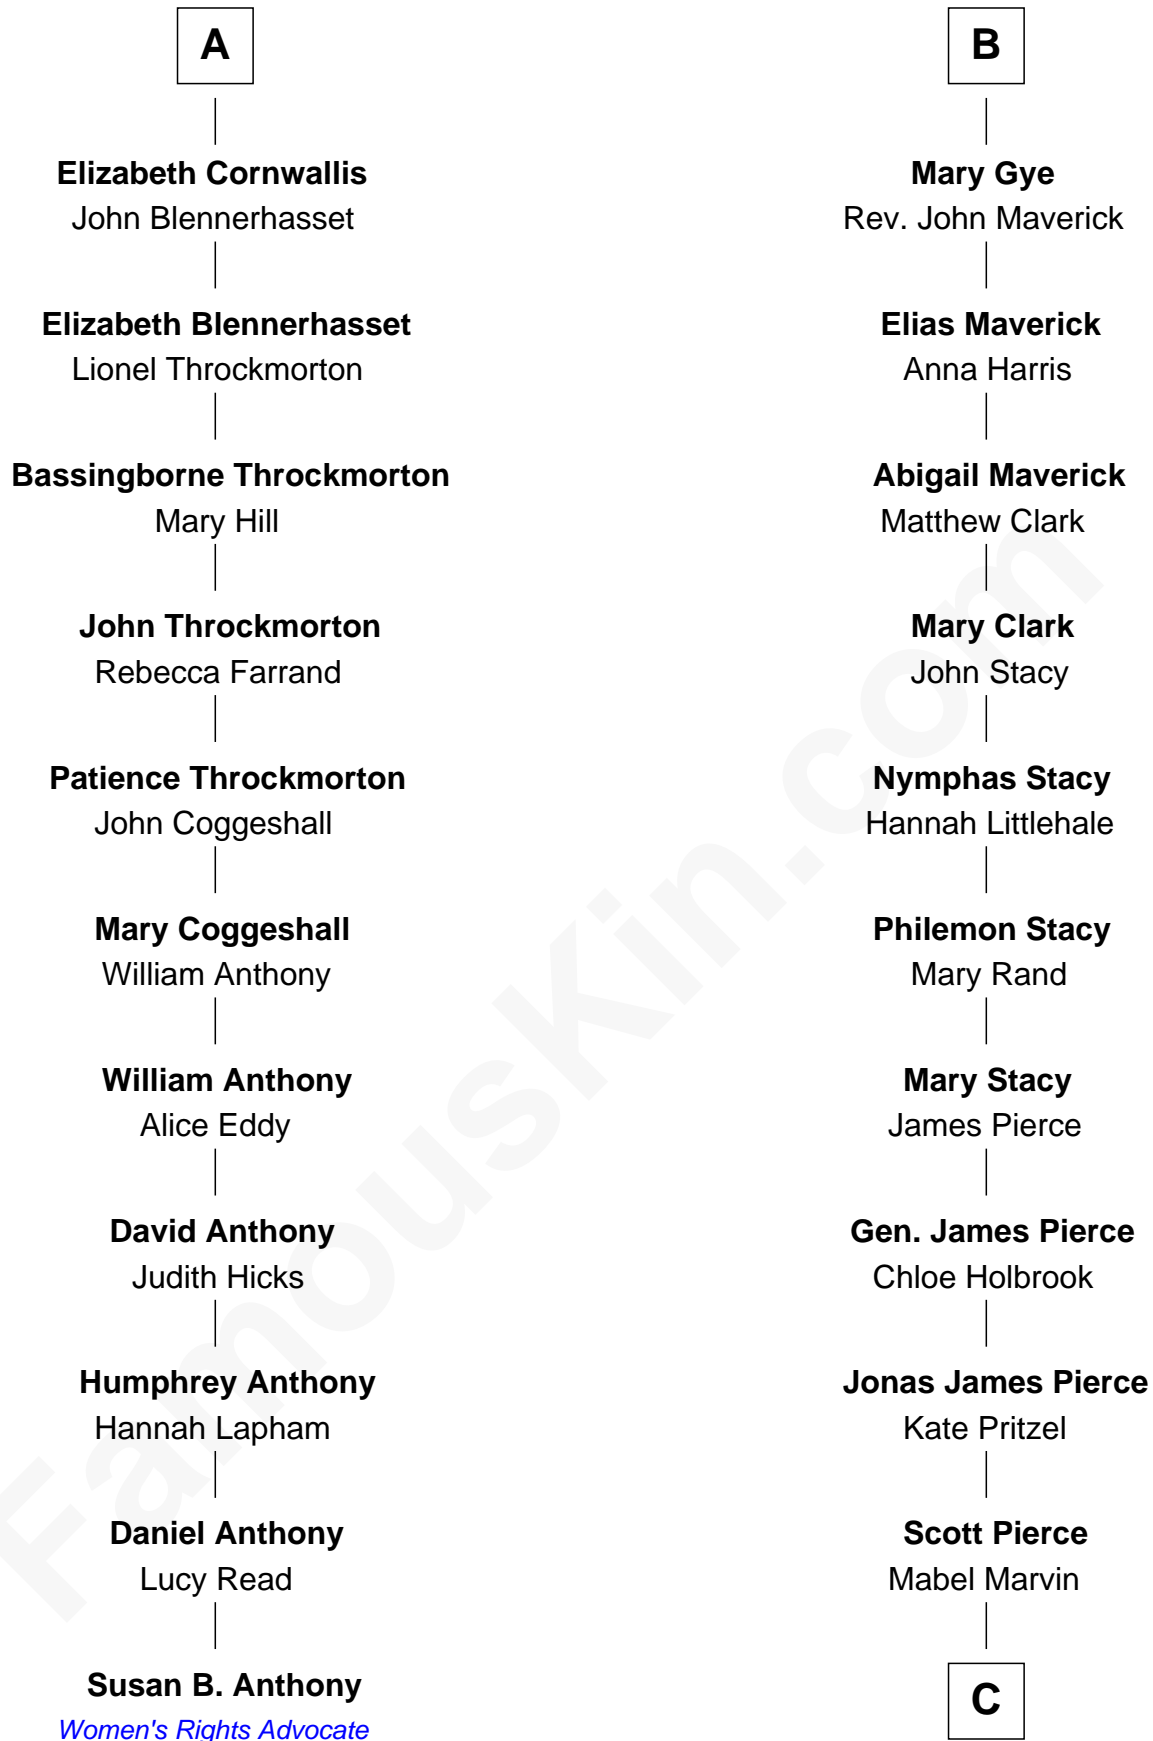 A
Elizabeth Cornwallis
John Blennerhasset
Elizabeth Blennerhasset
Lionel Throckmorton
Bassingborne Throckmorton
Mary Hill
John Throckmorton
Rebecca Farrand
Patience Throckmorton
John Coggeshall
Mary Coggeshall
William Anthony
William Anthony
Alice Eddy
David Anthony
Judith Hicks
Humphrey Anthony
Hannah Lapham
Daniel Anthony
Lucy Read
Susan B. Anthony
Women's Rights Advocate
B
Mary Gye
Rev. John Maverick
Elias Maverick
Anna Harris
Abigail Maverick
Matthew Clark
Mary Clark
John Stacy
Nymphas Stacy
Hannah Littlehale
Philemon Stacy
Mary Rand
Mary Stacy
James Pierce
Gen. James Pierce
Chloe Holbrook
Jonas James Pierce
Kate Pritzel
Scott Pierce
Mabel Marvin
C
FamousKin.com